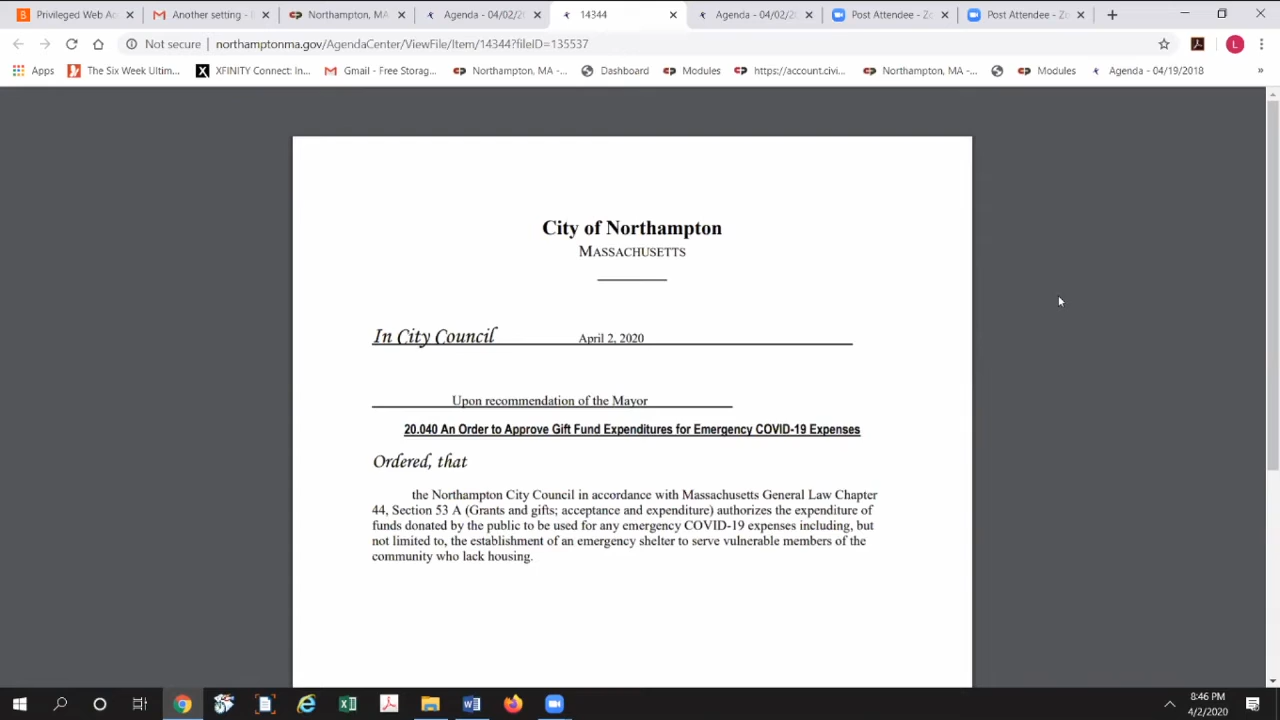 Privileged Web Ac
Another setting -
Northampton, MA
Agenda - 04/02/2
14344
Agenda - 04/02/2
Post Attendee - Zo
Post Attendee - Zo
Not secure
northamptonma.gov/AgendaCenter/ViewFile/Item/14344?fileID=135537
L
Apps
The Six Week Ultim...
XFINITY Connect: In...
Gmail - Free Storag...
Northampton, MA -...
Dashboard
Modules
https://account.civi...
Northampton, MA -...
Modules
Agenda - 04/19/2018
»
City of Northampton
MASSACHUSETTS
In City Council April 2, 2020
Upon recommendation of the Mayor
20.040 An Order to Approve Gift Fund Expenditures for Emergency COVID-19 Expenses
Ordered, that
the Northampton City Council in accordance with Massachusetts General Law Chapter
44, Section 53 A (Grants and gifts; acceptance and expenditure) authorizes the expenditure of
funds donated by the public to be used for any emergency COVID-19 expenses including, but
not limited to, the establishment of an emergency shelter to serve vulnerable members of the
community who lack housing.
8:46 PM
4/2/2020